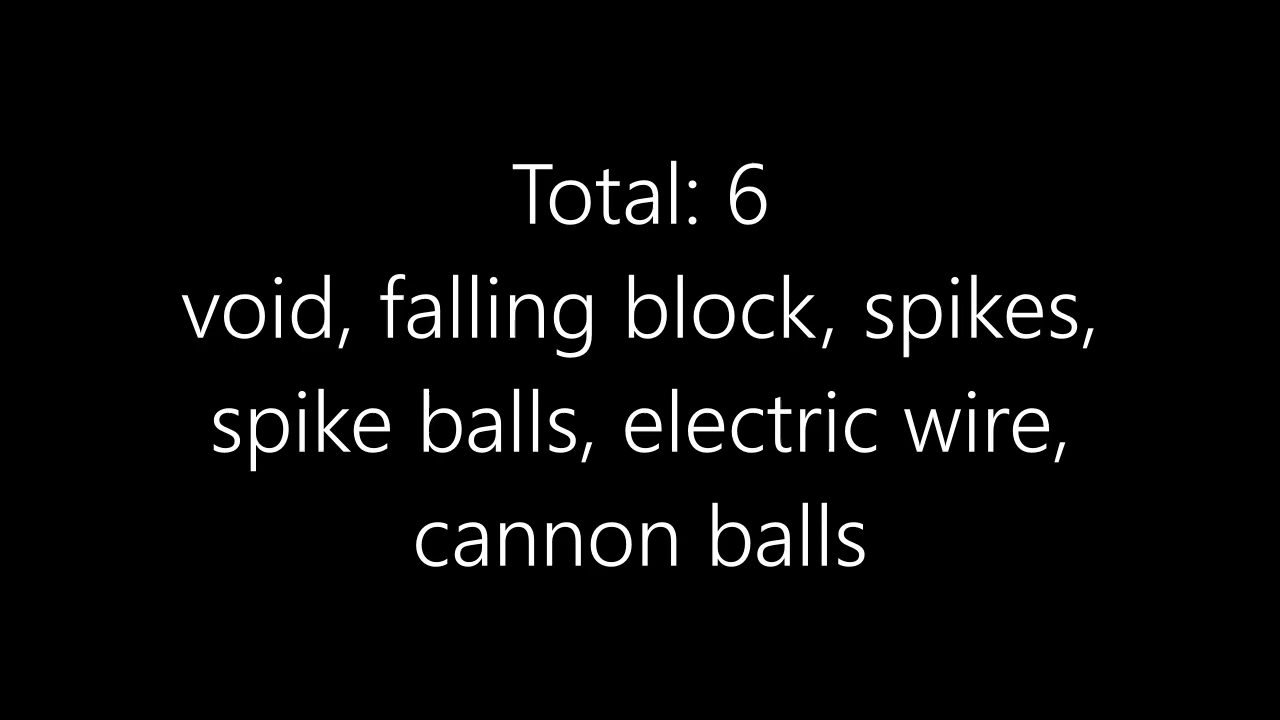 Total: 6
void, falling block, spikes,
spike balls, electric wire,
cannon balls